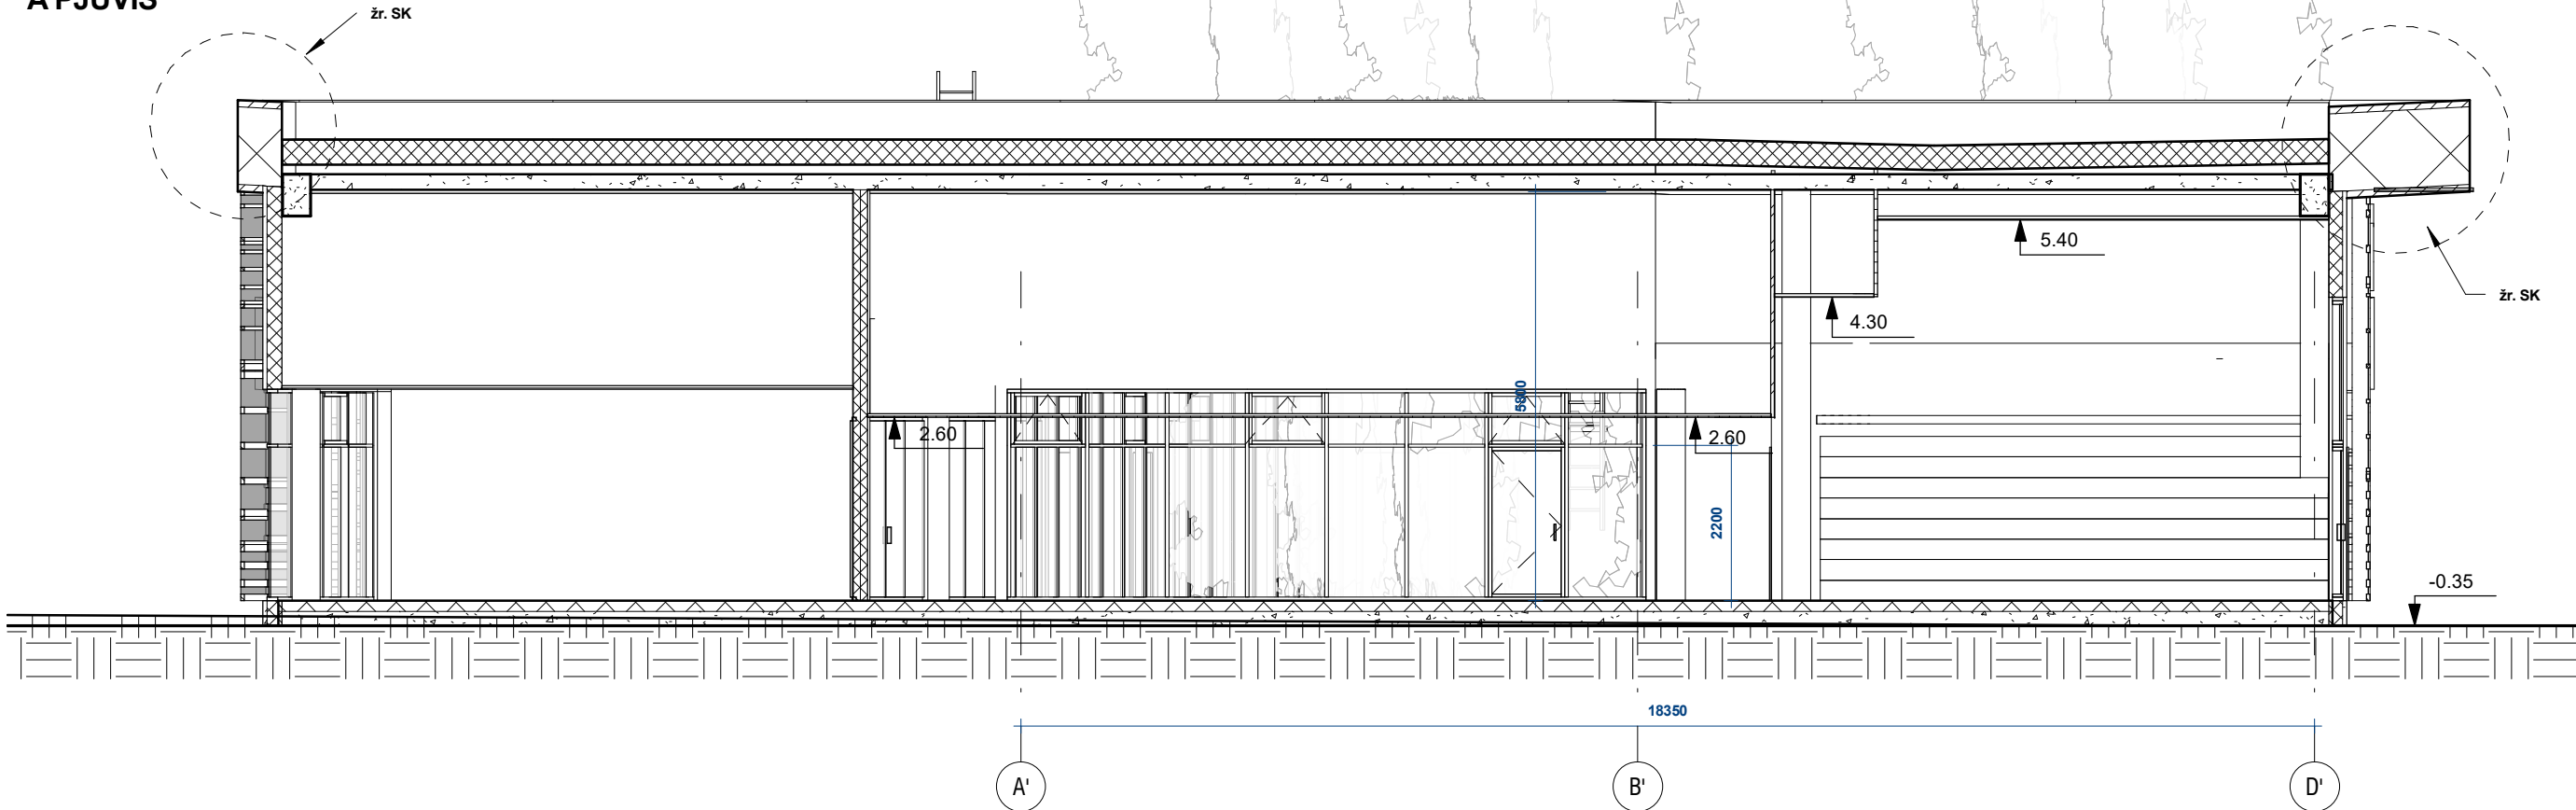 A PJŪVIS
žr. SK
5.40
žr. SK
4.30
5800
2.60
2.60
2200
-0.35
18350
A'
B'
D'